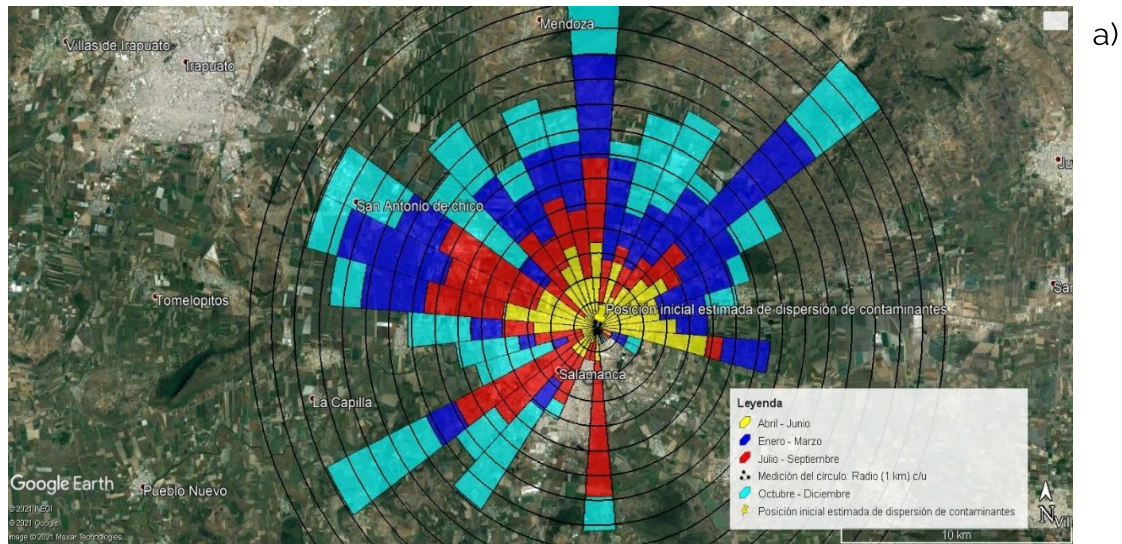 a)
Mendoza
Villas de Irapuato
Irapuato
San Antonio de chico
Tomelopitos
Posición inicial estimada de dispersión de contaminantes
Salamanca
La Capilla
Pueblo Nuevo
Leyenda
Abril - Junio
Enero - Marzo
Julio - Septiembre
Medición del círculo: Radio (1 km) c/u
Octubre - Diciembre
Posición inicial estimada de dispersión de contaminantes
Google Earth
©2021 INEGI
©2021 Google
Image © 2021 Maxar Technologies
N
10 km